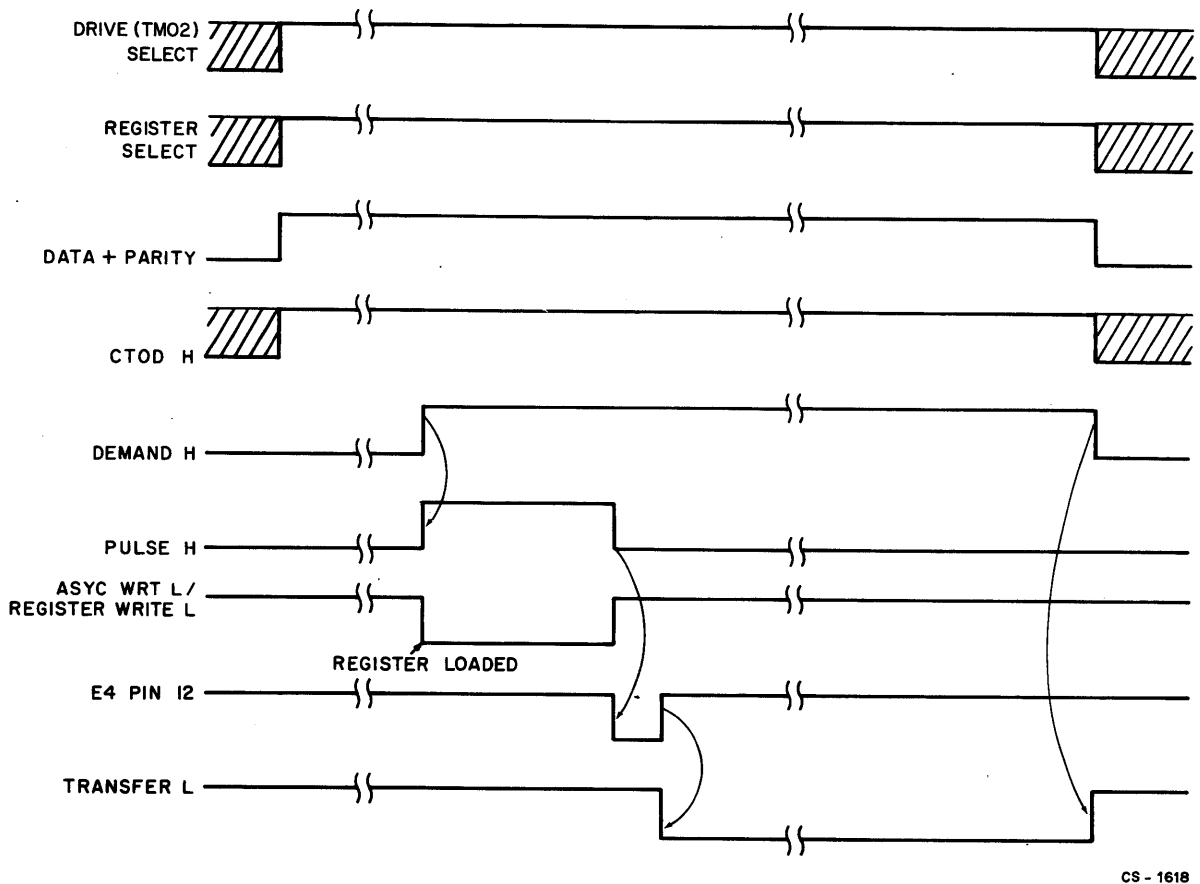 DRIVE (TM02)
SELECT
REGISTER
SELECT
DATA + PARITY
CTOD H
DEMAND H
PULSE H
ASYC WRT L/
REGISTER WRITE L
REGISTER LOADED
E4 PIN 12
TRANSFER L
CS - 1618